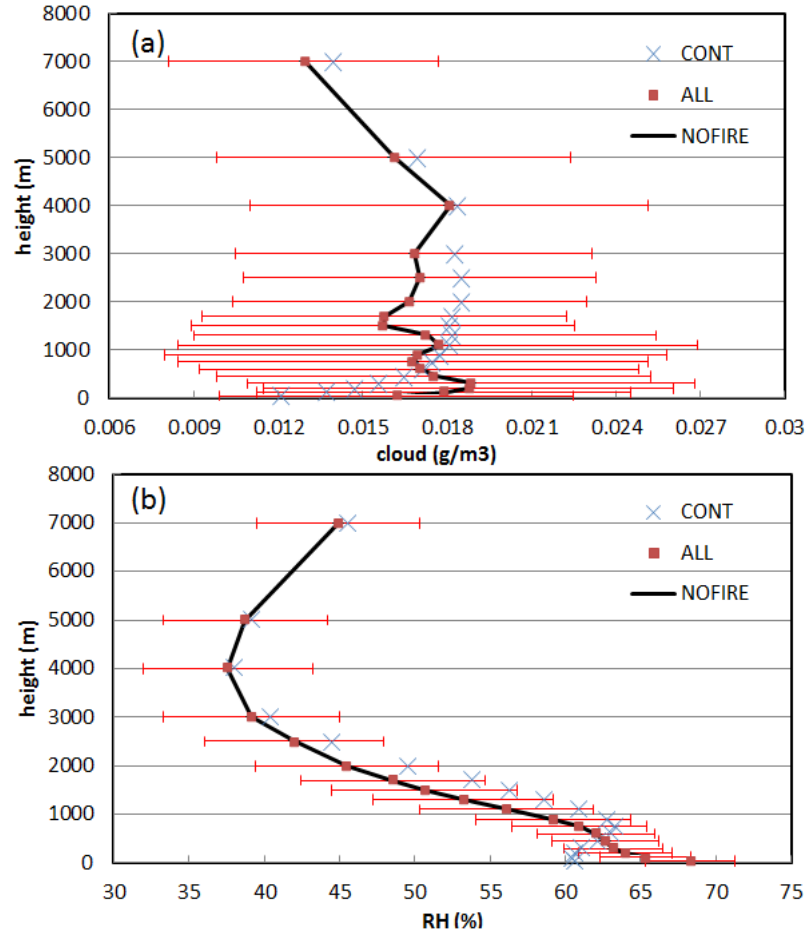 (a)
8000
7000
6000
5000
4000
3000
2000
1000
0
height (m)
CONT
ALL
NOFIRE
0.006 0.009 0.012 0.015 0.018 0.021 0.024 0.027 0.03
cloud (g/m3)
(b)
8000
7000
6000
5000
4000
3000
2000
1000
0
height (m)
CONT
ALL
NOFIRE
30 35 40 45 50 55 60 65 70 75
RH (%)